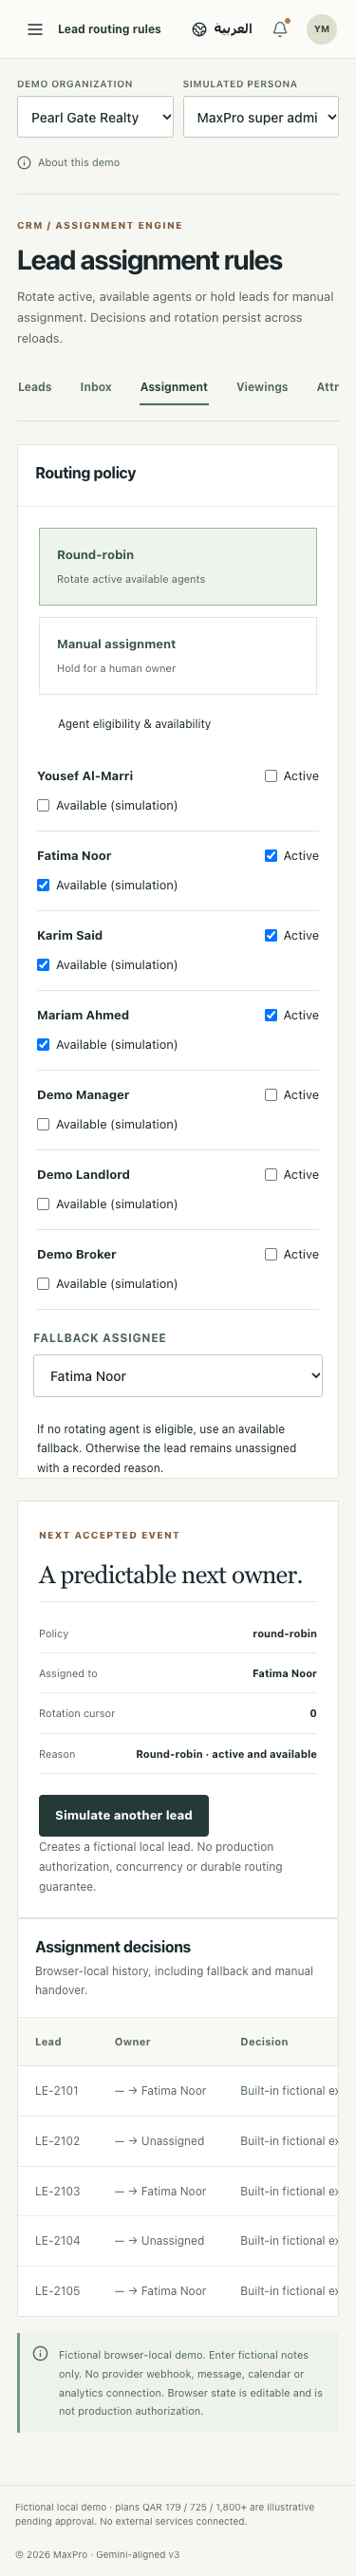 Lead routing rules
العربية
YM
DEMO ORGANIZATION
SIMULATED PERSONA
Pearl Gate Realty
MaxPro super admi
About this demo
CRM / ASSIGNMENT ENGINE
Lead assignment rules
Rotate active, available agents or hold leads for manual
assignment. Decisions and rotation persist across
reloads.
Leads Inbox Assignment Viewings Attr
Routing policy
Round-robin
Rotate active available agents
Manual assignment
Hold for a human owner
Agent eligibility & availability
Yousef Al-Marri Active
Available (simulation)
Fatima Noor Active
Available (simulation)
Karim Said Active
Available (simulation)
Mariam Ahmed Active
Available (simulation)
Demo Manager Active
Available (simulation)
Demo Landlord Active
Available (simulation)
Demo Broker Active
Available (simulation)
FALLBACK ASSIGNEE
Fatima Noor
If no rotating agent is eligible, use an available
fallback. Otherwise the lead remains unassigned
with a recorded reason.
NEXT ACCEPTED EVENT
A predictable next owner.
Policy round-robin
Assigned to Fatima Noor
Rotation cursor 0
Reason Round-robin · active and available
Simulate another lead
Creates a fictional local lead. No production
authorization, concurrency or durable routing
guarantee.
Assignment decisions
Browser-local history, including fallback and manual
handover.
Lead Owner Decision
LE-2101 — → Fatima Noor Built-in fictional ex
LE-2102 — → Unassigned Built-in fictional ex
LE-2103 — → Fatima Noor Built-in fictional ex
LE-2104 — → Unassigned Built-in fictional ex
LE-2105 — → Fatima Noor Built-in fictional ex
Fictional browser-local demo. Enter fictional notes
only. No provider webhook, message, calendar or
analytics connection. Browser state is editable and is
not production authorization.
Fictional local demo · plans QAR 179 / 725 / 1,800+ are illustrative
pending approval. No external services connected.
© 2026 MaxPro · Gemini-aligned v3